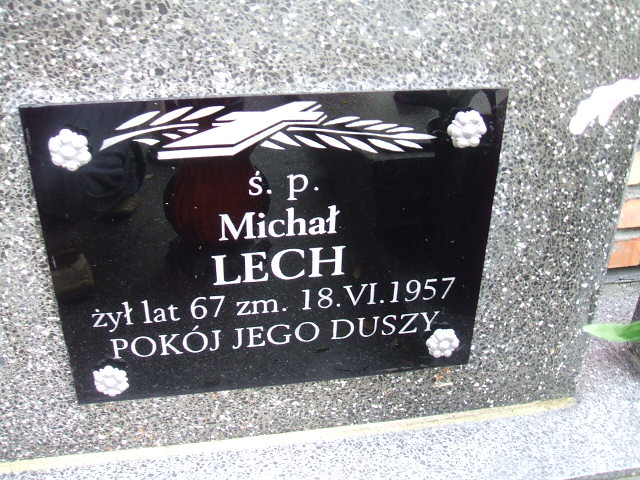 ś. p.
Michał
LECH
żył lat 67 zm. 18.VI.1957
POKÓJ JEGO DUSZY